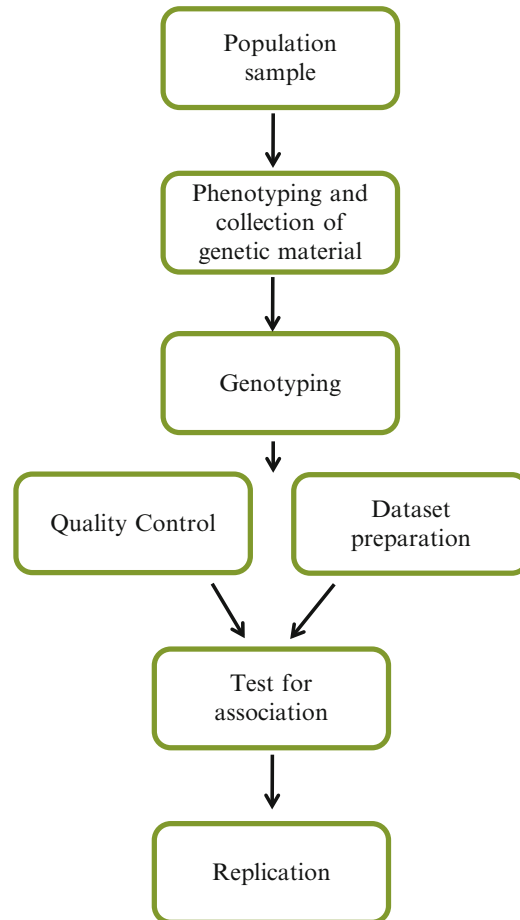 Population
sample
Phenotyping and
collection of
genetic material
Genotyping
Quality Control
Dataset
preparation
Test for
association
Replication